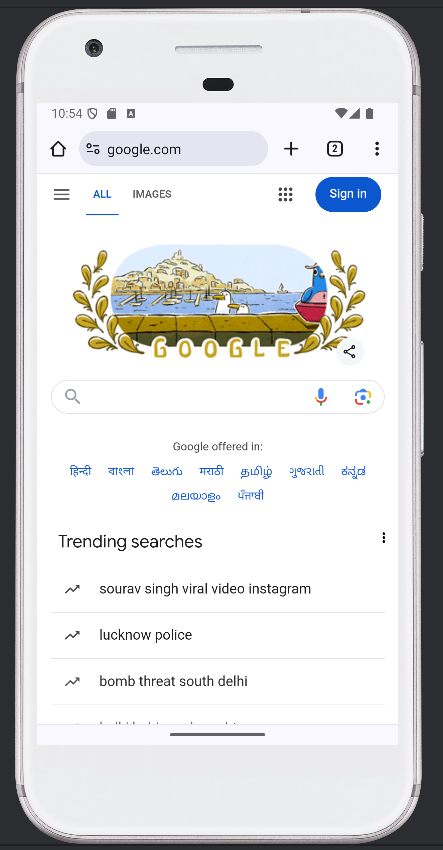 10:54
google.com
2
ALL IMAGES Sign in
GOOGLE
Google offered in:
हिन्दी বাংলা తెలుగు मराठी தமிழ் ગુજરાતી ಕನ್ನಡ
മലയാളം ਪੰਜਾਬੀ
Trending searches
sourav singh viral video instagram
lucknow police
bomb threat south delhi